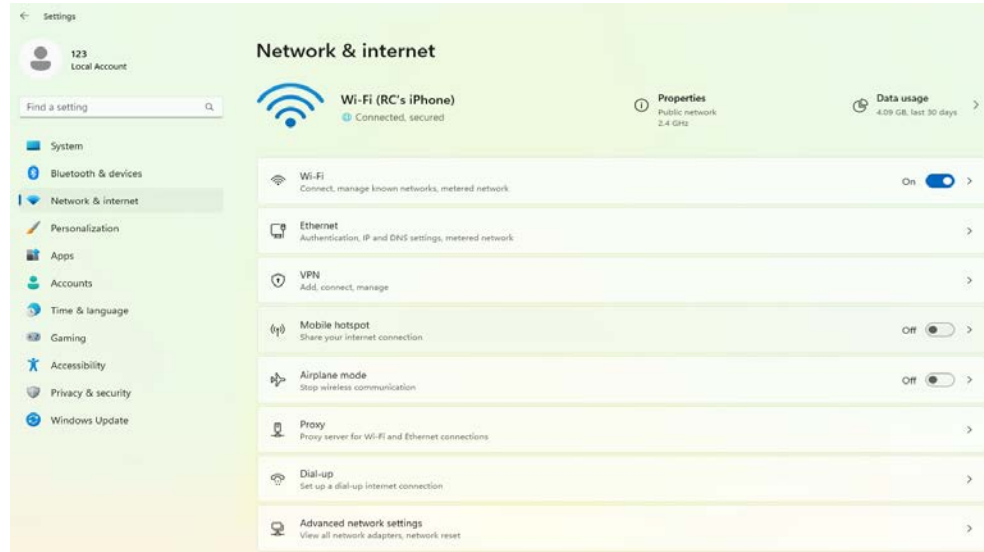 Settings
123
Local Account
Find a setting
System
Bluetooth & devices
Network & internet
Personalization
Apps
Accounts
Time & language
Gaming
Accessibility
Privacy & security
Windows Update
Network & internet
Wi-Fi (RC's iPhone)
Connected, secured
Properties
Public network
2.4 GHz
Data usage
4.09 GB, last 30 days
Wi-Fi
Connect, manage known networks, metered network
On
Ethernet
Authentication, IP and DNS settings, metered network
VPN
Add, connect, manage
Mobile hotspot
Share your internet connection
Off
Airplane mode
Stop wireless communication
Off
Proxy
Proxy server for Wi-Fi and Ethernet connections
Dial-up
Set up a dial-up internet connection
Advanced network settings
View all network adapters, network reset